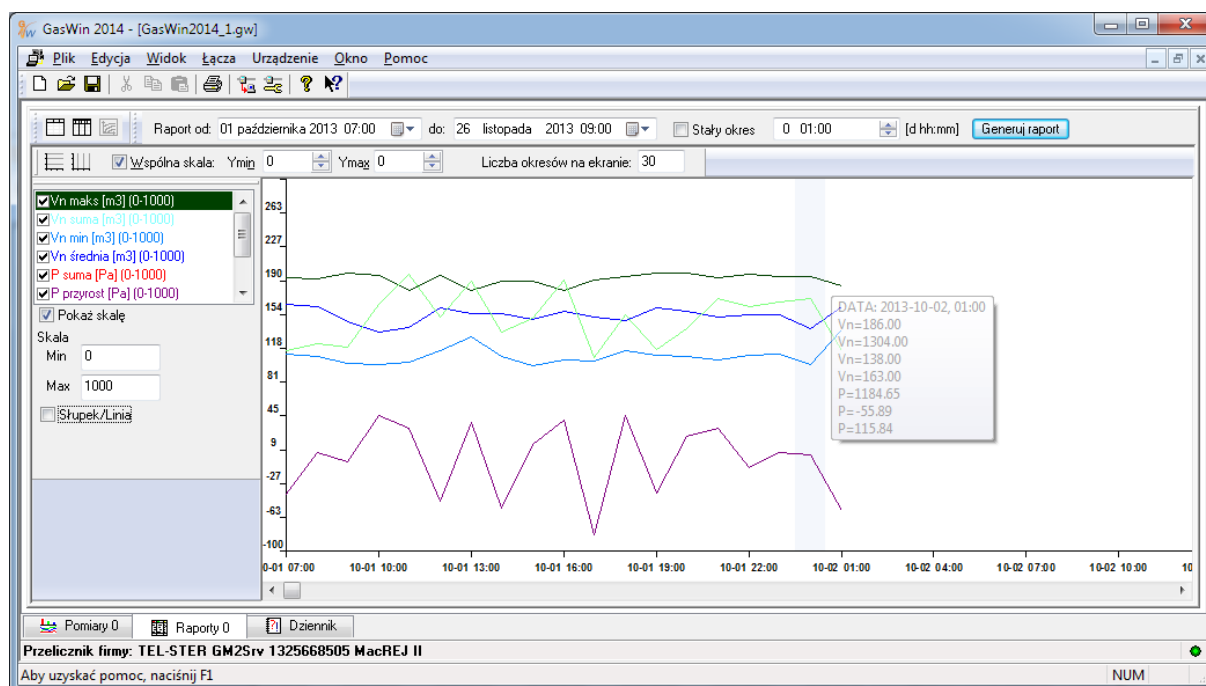 GasWin 2014 - [GasWin2014_1.gw]
Plik Edycja Widok Łącza Urządzenie Okno Pomoc
Raport od: 01 października 2013 07:00 do: 26 listopada 2013 09:00 Stały okres 0 01:00 [d hh:mm] Generuj raport
Wspólna skala: Ymin 0 Ymax 0 Liczba okresów na ekranie: 30
Vn maks [m3] (0-1000)
Vn suma [m3] (0-1000)
Vn min [m3] (0-1000)
Vn średnia [m3] (0-1000)
P suma [Pa] (0-1000)
P przyrost [Pa] (0-1000)
Pokaż skalę
Skala
Min 0
Max 1000
Słupek/Linia
263
227
190
154
118
81
45
9
-27
-63
-100
DATA: 2013-10-02, 01:00
Vn=186.00
Vn=1304.00
Vn=138.00
Vn=163.00
P=1184.65
P=-55.89
P=115.84
0-01 07:00 10-01 10:00 10-01 13:00 10-01 16:00 10-01 19:00 10-01 22:00 10-02 01:00 10-02 04:00 10-02 07:00 10-02 10:00 10
Pomiary 0 Raporty 0 Dziennik
Przelicznik firmy: TEL-STER GM2Srv 1325668505 MacREJ II
Aby uzyskać pomoc, naciśnij F1 NUM